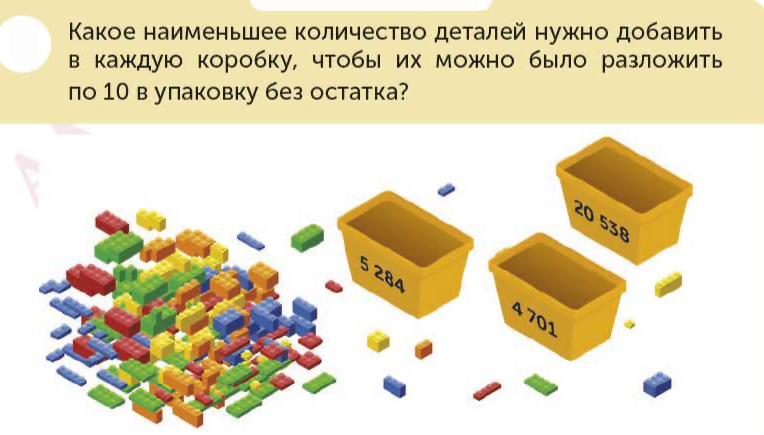 Какое наименьшее количество деталей нужно добавить
в каждую коробку, чтобы их можно было разложить
по 10 в упаковку без остатка?
20 538
5 284
4 701